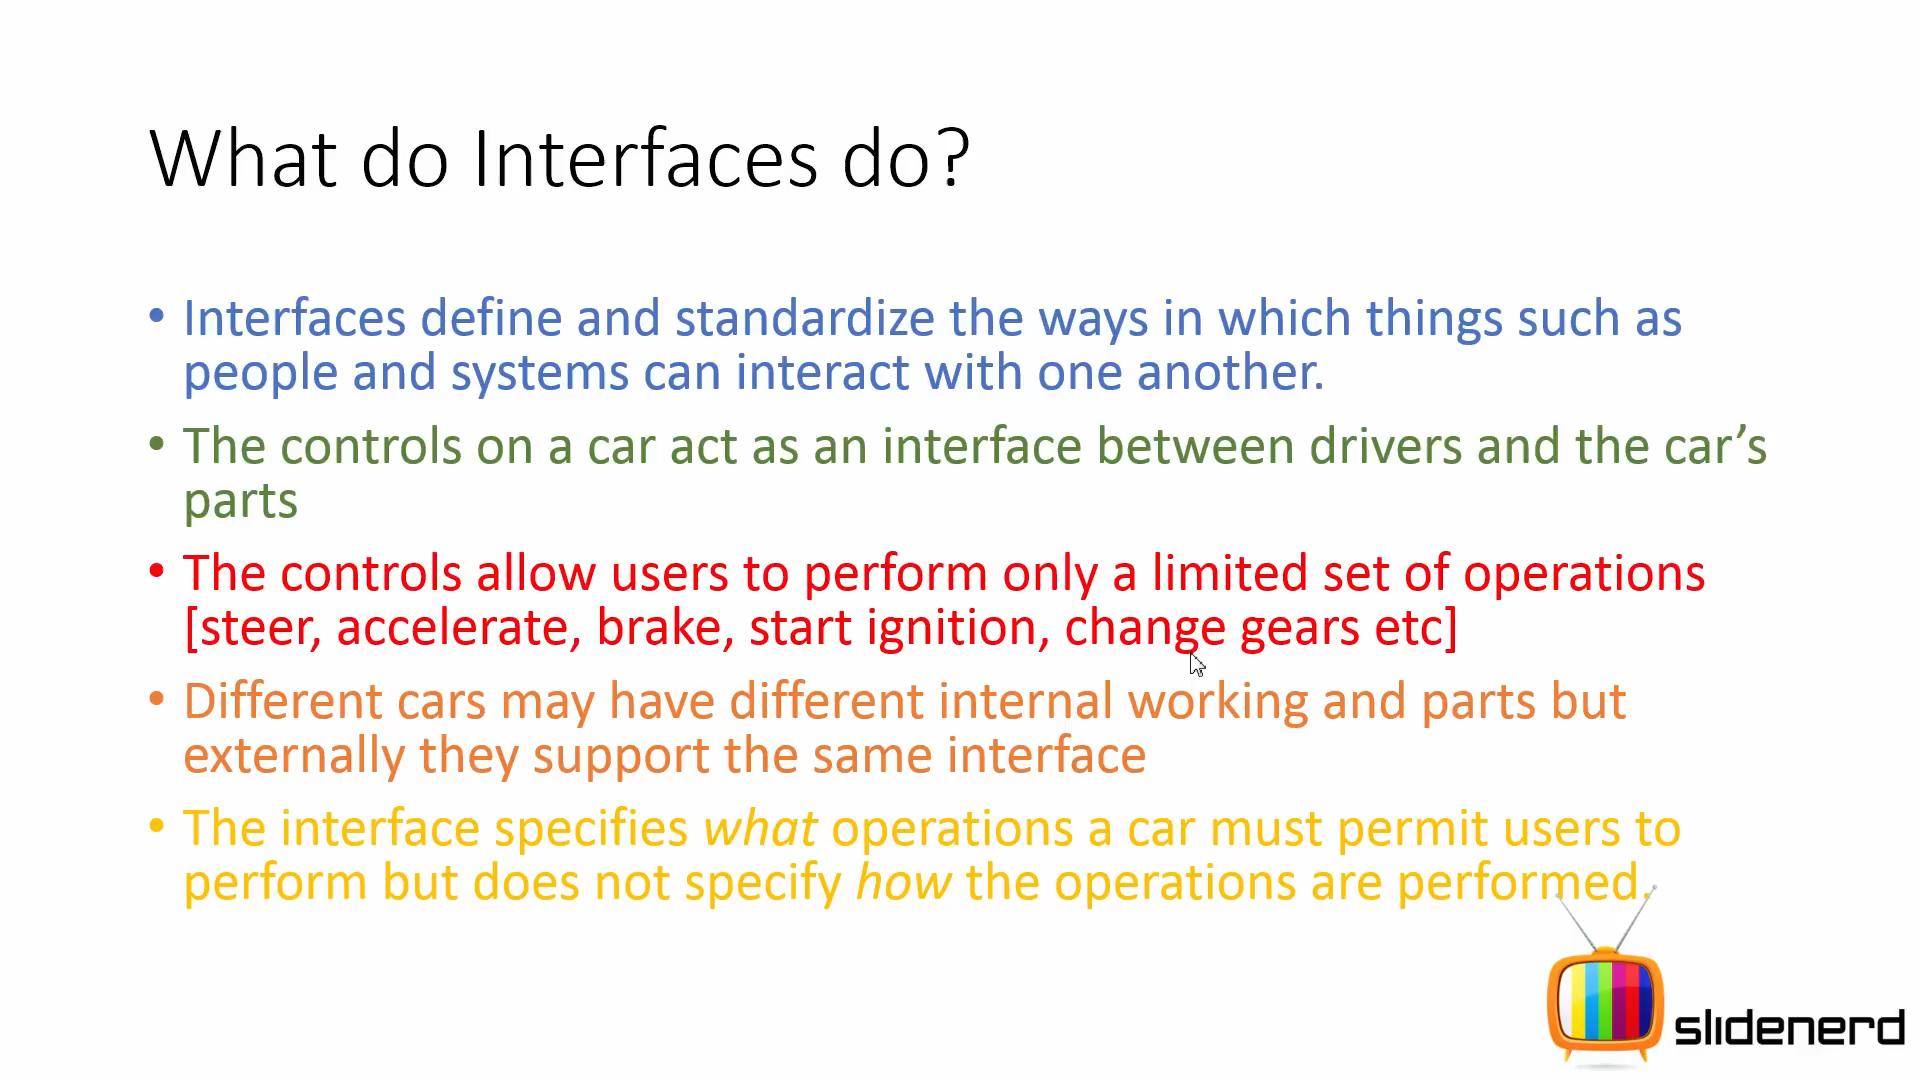 What do Interfaces do?
• Interfaces define and standardize the ways in which things such as
people and systems can interact with one another.
• The controls on a car act as an interface between drivers and the car’s
parts
• The controls allow users to perform only a limited set of operations
[steer, accelerate, brake, start ignition, change gears etc]
• Different cars may have different internal working and parts but
externally they support the same interface
• The interface specifies what operations a car must permit users to
perform but does not specify how the operations are performed.
slidenerd